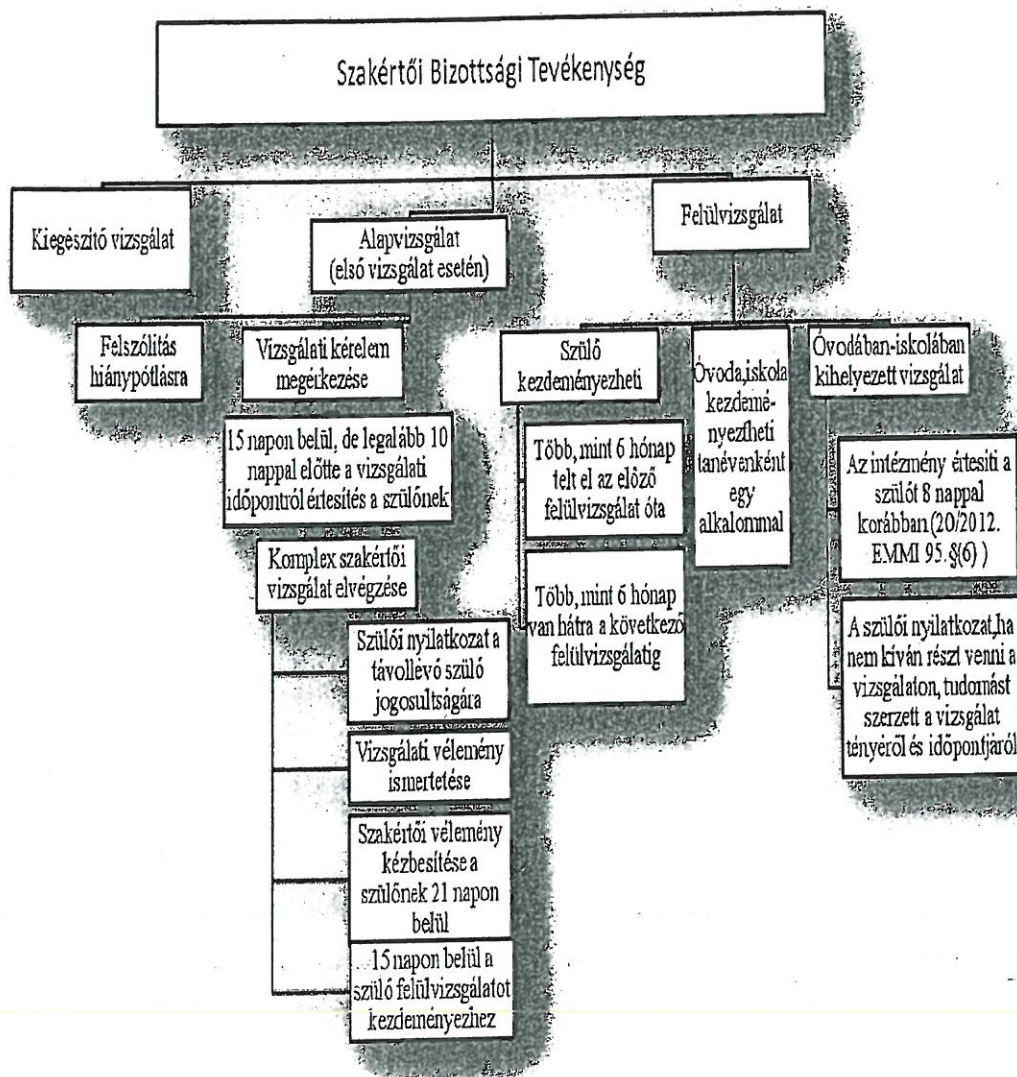 Szakértői Bizottsági Tevékenység
Kiegészítő vizsgálat
Alapvizsgálat
(első vizsgálat esetén)
Felülvizsgálat
Felszólítás
hiánypótlásra
Vizsgálati kérelem
megérkezése
15 napon belül, de legalább 10
nappal előtte a vizsgálati
időpontról értesítés a szülőnek
Komplex szakértői
vizsgálat elvégzése
Szülői nyilatkozat a
távollévő szülő
jogosultságára
Vizsgálati vélemény
ismertetése
Szakértői vélemény
kézbesítése a
szülőnek 21 napon
belül
15 napon belül a
szülő felülvizsgálatot
kezdeményezhez
Szülő
kezdeményezheti
Több, mint 6 hónap
telt el az előző
felülvizsgálat óta
Több, mint 6 hónap
van hátra a következő
felülvizsgálatig
Óvoda,iskola
kezdemé-
nyezfheti
tanévenként
egy
alkalommal
Óvodában-iskolában
kihelyezett vizsgálat
Az intézmény értesiti a
szülőt 8 nappal
korábban (20/2012.
EMMI 95. §(6) )
A szülői nyilatkozat,ha
nem kíván részt venni a
vizsgálaton, tudomást
szerzett a vizsgálat
tényéről és időpontjáról